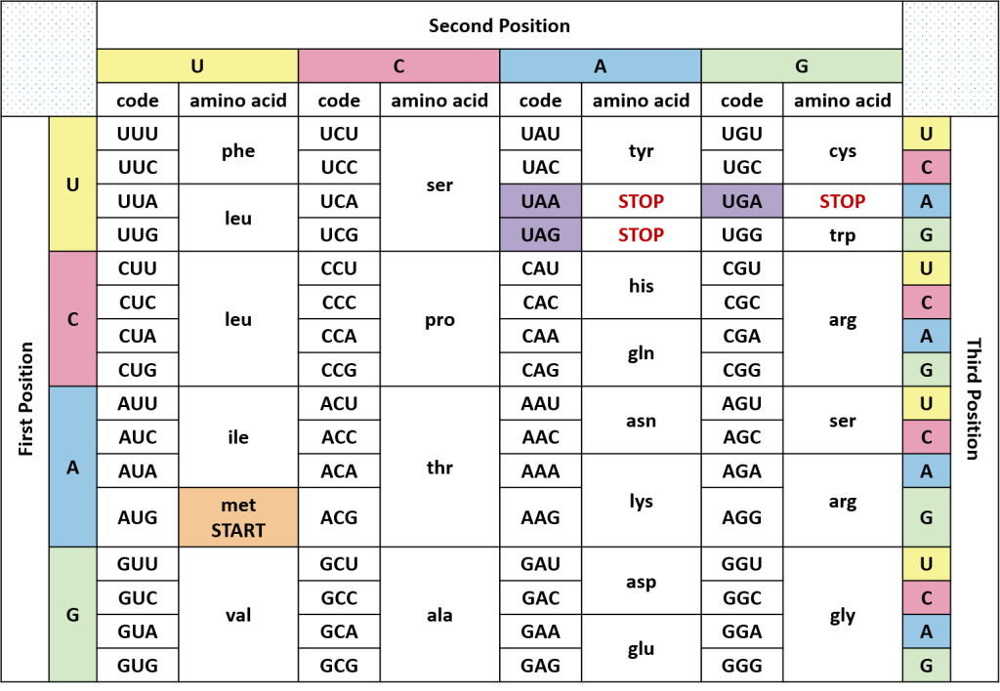 Second Position
U C A G
code amino acid code amino acid code amino acid code amino acid
First Position
Third Position
U
UUU phe UCU ser UAU tyr UGU cys U
UUC UCC UAC UGC C
UUA leu UCA UAA STOP UGA STOP A
UUG UCG UAG STOP UGG trp G
C
CUU leu CCU pro CAU his CGU arg U
CUC CCC CAC CGC C
CUA CCA CAA gln CGA A
CUG CCG CAG CGG G
A
AUU ile ACU thr AAU asn AGU ser U
AUC ACC AAC AGC C
AUA ACA AAA lys AGA arg A
AUG met START ACG AAG AGG G
G
GUU val GCU ala GAU asp GGU gly U
GUC GCC GAC GGC C
GUA GCA GAA glu GGA A
GUG GCG GAG GGG G